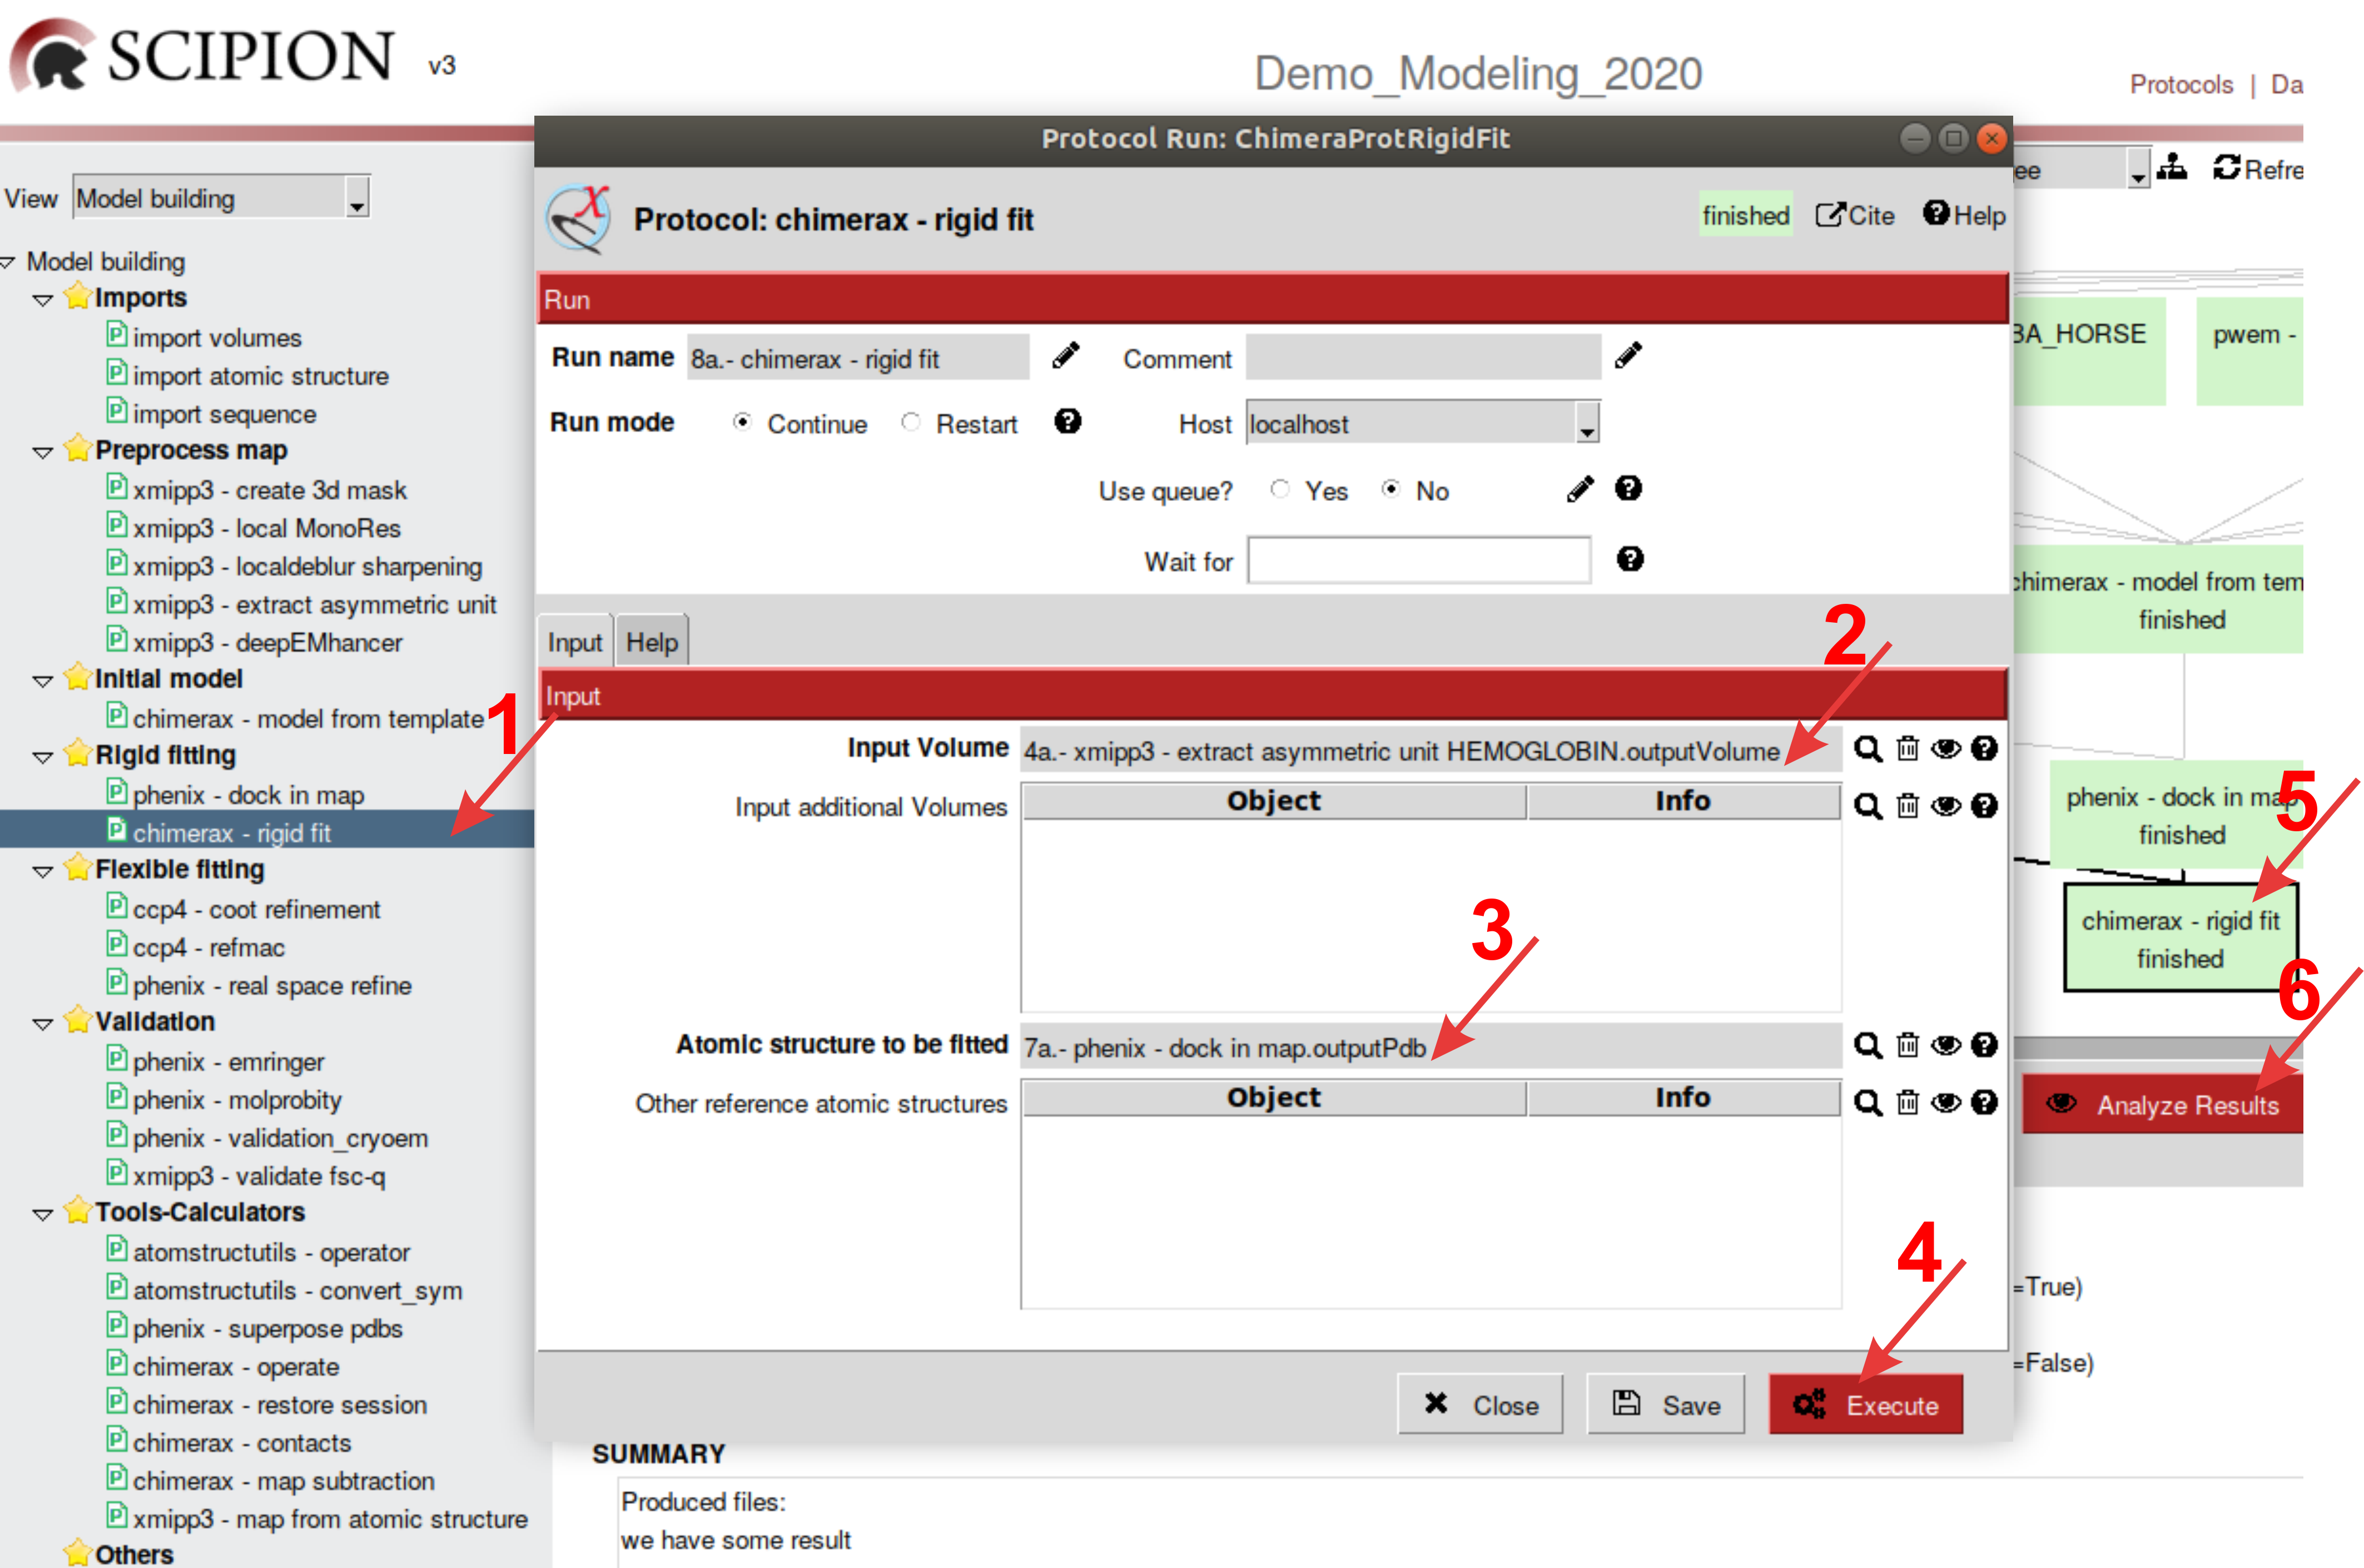 SCIPION v3
Demo_Modeling_2020
Protocols | Da
View Model building
Model building
Imports
import volumes
import atomic structure
import sequence
Preprocess map
xmipp3 - create 3d mask
xmipp3 - local MonoRes
xmipp3 - localdeblur sharpening
xmipp3 - extract asymmetric unit
xmipp3 - deepEMhancer
Initial model
chimerax - model from template
Rigid fitting
phenix - dock in map
chimerax - rigid fit
Flexible fitting
ccp4 - coot refinement
ccp4 - refmac
phenix - real space refine
Validation
phenix - emringer
phenix - molprobity
phenix - validation_cryoem
xmipp3 - validate fsc-q
Tools-Calculators
atomstructutils - operator
atomstructutils - convert_sym
phenix - superpose pdbs
chimerax - operate
chimerax - restore session
chimerax - contacts
chimerax - map subtraction
xmipp3 - map from atomic structure
Others
1
Protocol Run: ChimeraProtRigidFit
Protocol: chimerax - rigid fit
finished Cite Help
Run
Run name 8a.- chimerax - rigid fit Comment
Run mode Continue Restart Host localhost
Use queue? Yes No
Wait for
Input Help
2
Input
Input Volume 4a.- xmipp3 - extract asymmetric unit HEMOGLOBIN.outputVolume
Input additional Volumes Object Info
3
Atomic structure to be fitted 7a.- phenix - dock in map.outputPdb
Other reference atomic structures Object Info
4
Close Save Execute
ee Refre
BA_HORSE pwem -
chimerax - model from tem
finished
phenix - dock in map
finished
5
chimerax - rigid fit
finished
6
Analyze Results
=True)
=False)
SUMMARY
Produced files:
we have some result